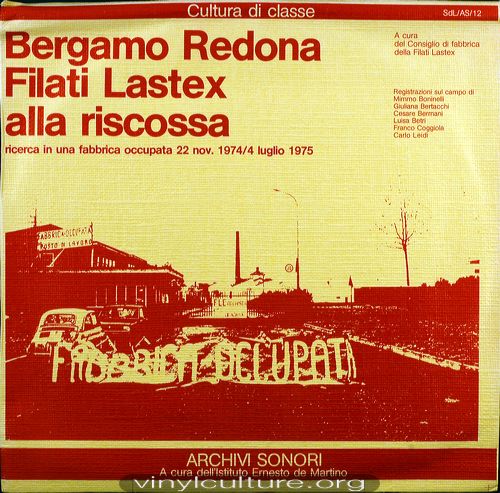 Cultura di classe
SdL/AS/12
Bergamo Redona
Filati Lastex
alla riscossa
ricerca in una fabbrica occupata 22 nov. 1974/4 luglio 1975
A cura
del Consiglio di fabbrica
della Filati Lastex
Registrazioni sul campo di
Mimmo Boninelli
Giuliana Bertacchi
Cesare Bermani
Luisa Betri
Franco Coggiola
Carlo Leidi
FABBRICA OCCUPATA
POSTO DI LAVORO
FLE
FABBRICA OCCUPATA
ARCHIVI SONORI
A cura dell'Istituto Ernesto de Martino
vinylculture.org